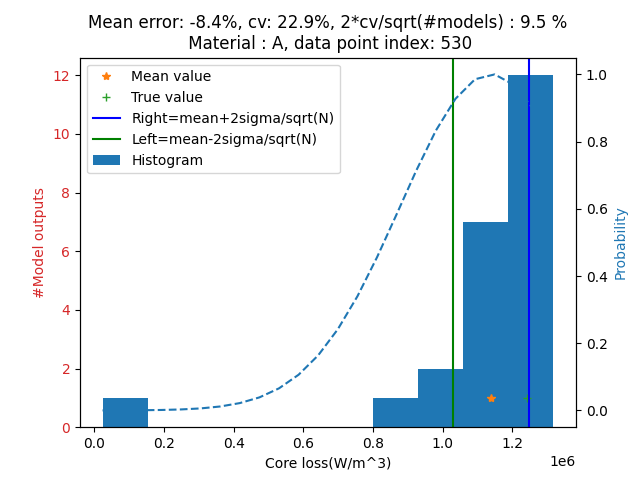 Mean error: -8.4%, cv: 22.9%, 2*cv/sqrt(#models) : 9.5 %
Material : A, data point index: 530
Mean value
True value
Right=mean+2sigma/sqrt(N)
Left=mean-2sigma/sqrt(N)
Histogram
#Model outputs
12
10
8
6
4
2
0
Probability
1.0
0.8
0.6
0.4
0.2
0.0
0.0 0.2 0.4 0.6 0.8 1.0 1.2
1e6
Core loss(W/m^3)